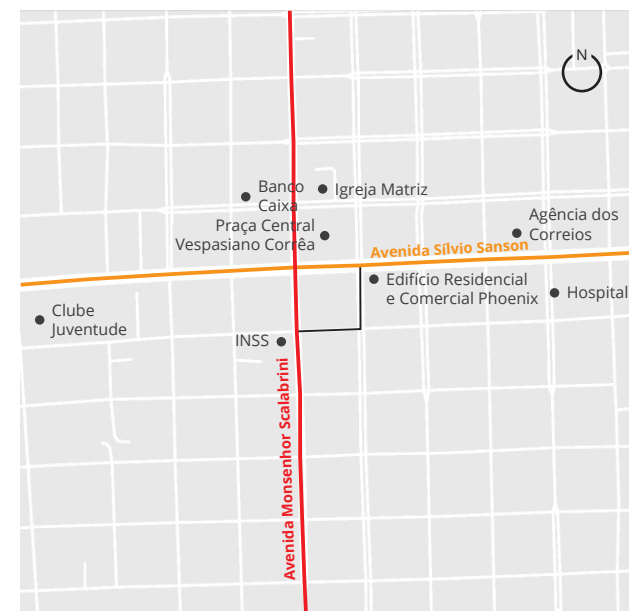 N
Banco
Caixa
Igreja Matriz
Praça Central
Vespasiano Corrêa
Agência dos
Correios
Avenida Sílvio Sanson
Edifício Residencial
e Comercial Phoenix
Hospital
Clube
Juventude
INSS
Avenida Monsenhor Scalabrini